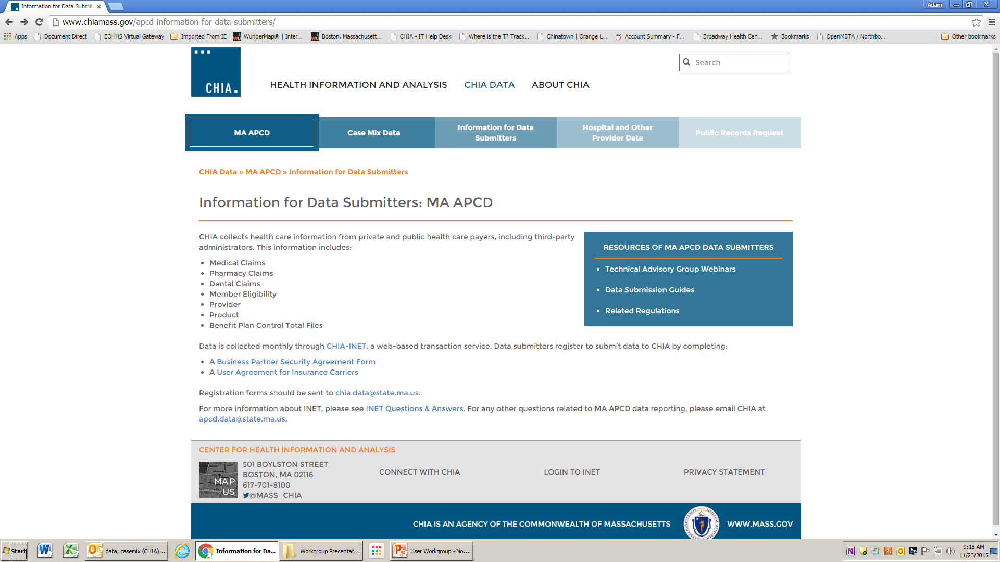 Information for Data Submit
Adam
www.chiamass.gov/apcd-information-for-data-submitters/
Apps Document Direct EOHHS Virtual Gateway Imported From IE WunderMap® | Inter... Boston, Massachusett... CHIA - IT Help Desk Where is the T? Track... Chinatown | Orange L... Account Summary - F... Broadway Health Cen... Bookmarks OpenMBTA / Northbo... Other bookmarks
CHIA.
Search
HEALTH INFORMATION AND ANALYSIS CHIA DATA ABOUT CHIA
MA APCD
Case Mix Data
Information for Data
Submitters
Hospital and Other
Provider Data
Public Records Request
CHIA Data » MA APCD » Information for Data Submitters
Information for Data Submitters: MA APCD
CHIA collects health care information from private and public health care payers, including third-party
administrators. This information includes:
• Medical Claims
• Pharmacy Claims
• Dental Claims
• Member Eligibility
• Provider
• Product
• Benefit Plan Control Total Files
RESOURCES OF MA APCD DATA SUBMITTERS
• Technical Advisory Group Webinars
• Data Submission Guides
• Related Regulations
Data is collected monthly through CHIA-INET, a web-based transaction service. Data submitters register to submit data to CHIA by completing:
• A Business Partner Security Agreement Form
• A User Agreement for Insurance Carriers
Registration forms should be sent to chia.data@state.ma.us.
For more information about INET, please see INET Questions & Answers. For any other questions related to MA APCD data reporting, please email CHIA at
apcd.data@state.ma.us.
CENTER FOR HEALTH INFORMATION AND ANALYSIS
MAP
US
501 BOYLSTON STREET
BOSTON, MA 02116
617-701-8100
@MASS_CHIA
CONNECT WITH CHIA
LOGIN TO INET
PRIVACY STATEMENT
CHIA IS AN AGENCY OF THE COMMONWEALTH OF MASSACHUSETTS
WWW.MASS.GOV
Start
data, casemix (CHIA)...
Information for Da...
Workgroup Presentat...
User Workgroup - No...
9:18 AM
11/23/2015